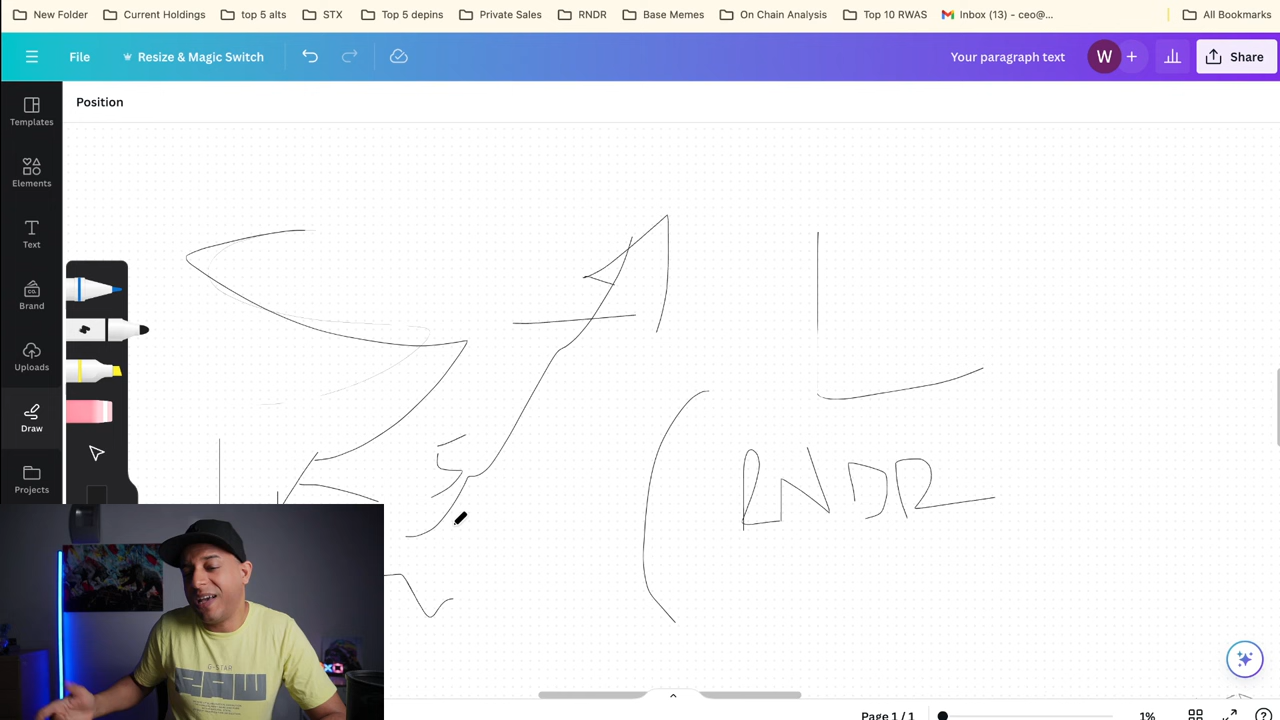 New Folder Current Holdings top 5 alts STX Top 5 depins Private Sales RNDR Base Memes On Chain Analysis Top 10 RWAS Inbox (13) - ceo@... All Bookmarks
File Resize & Magic Switch Your paragraph text W + Share
Position
Templates
Elements
Text
Brand
Uploads
Draw
Projects
RNDR
G-STAR
RAW
Page 1 / 1 1%